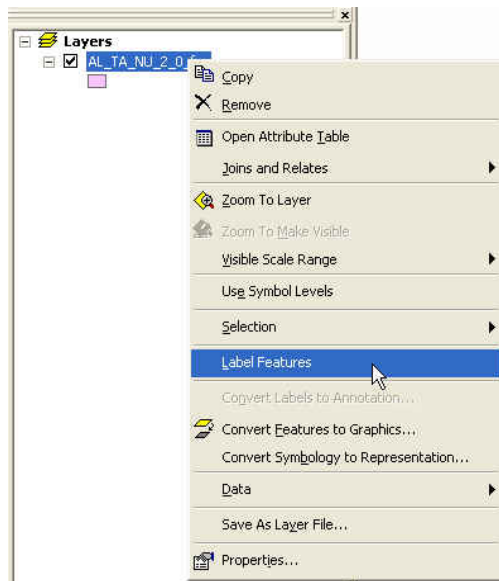 Layers
AL_TA_NU_2_0
Copy
Remove
Open Attribute Table
Joins and Relates
Zoom To Layer
Zoom To Make Visible
Visible Scale Range
Use Symbol Levels
Selection
Label Features
Convert Labels to Annotation...
Convert Features to Graphics...
Convert Symbology to Representation...
Data
Save As Layer File...
Properties...